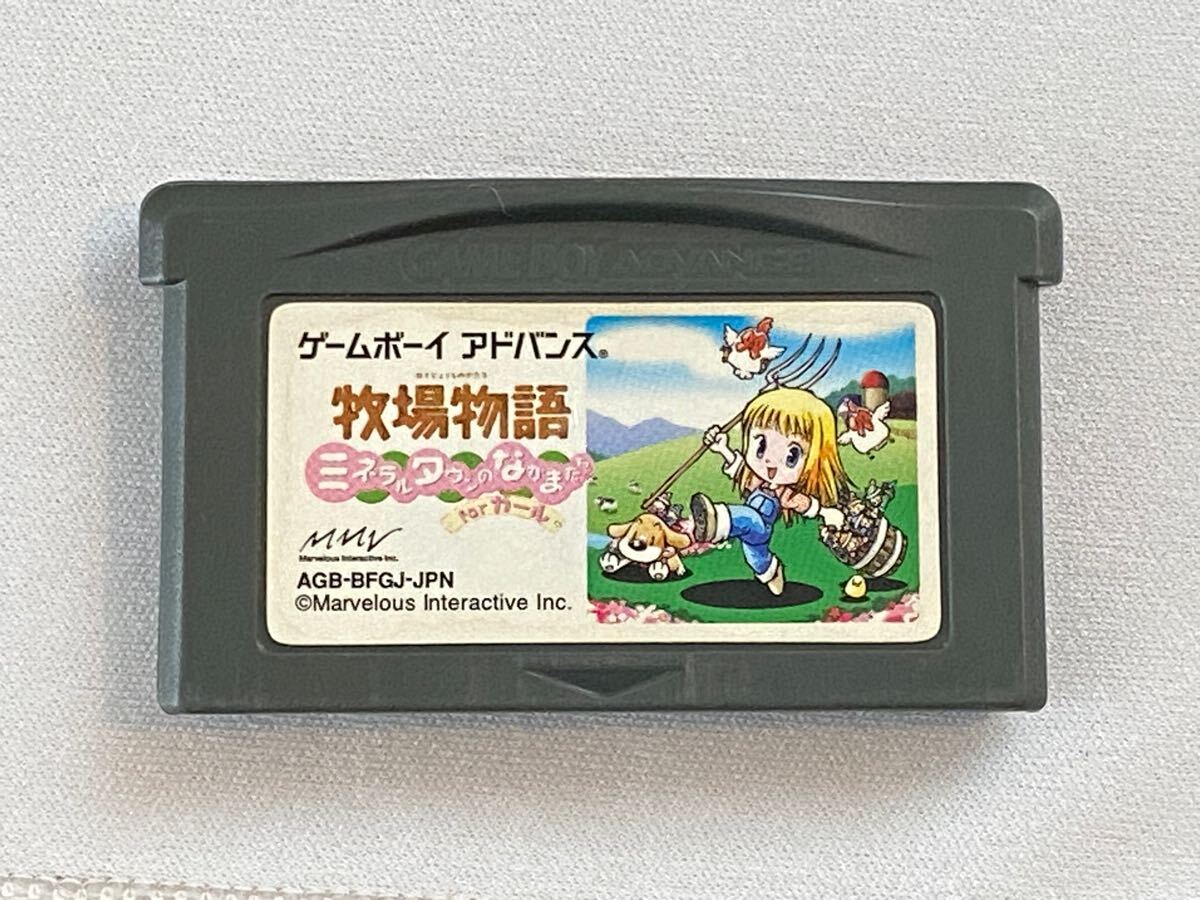 GAME BOY ADVANCE
ゲームボーイ アドバンス®
ぼくじょうものがたり
牧場物語
ミネラルタウンのなかまたち
for ガール
MMV
Marvelous Interactive Inc.
AGB-BFGJ-JPN
©Marvelous Interactive Inc.